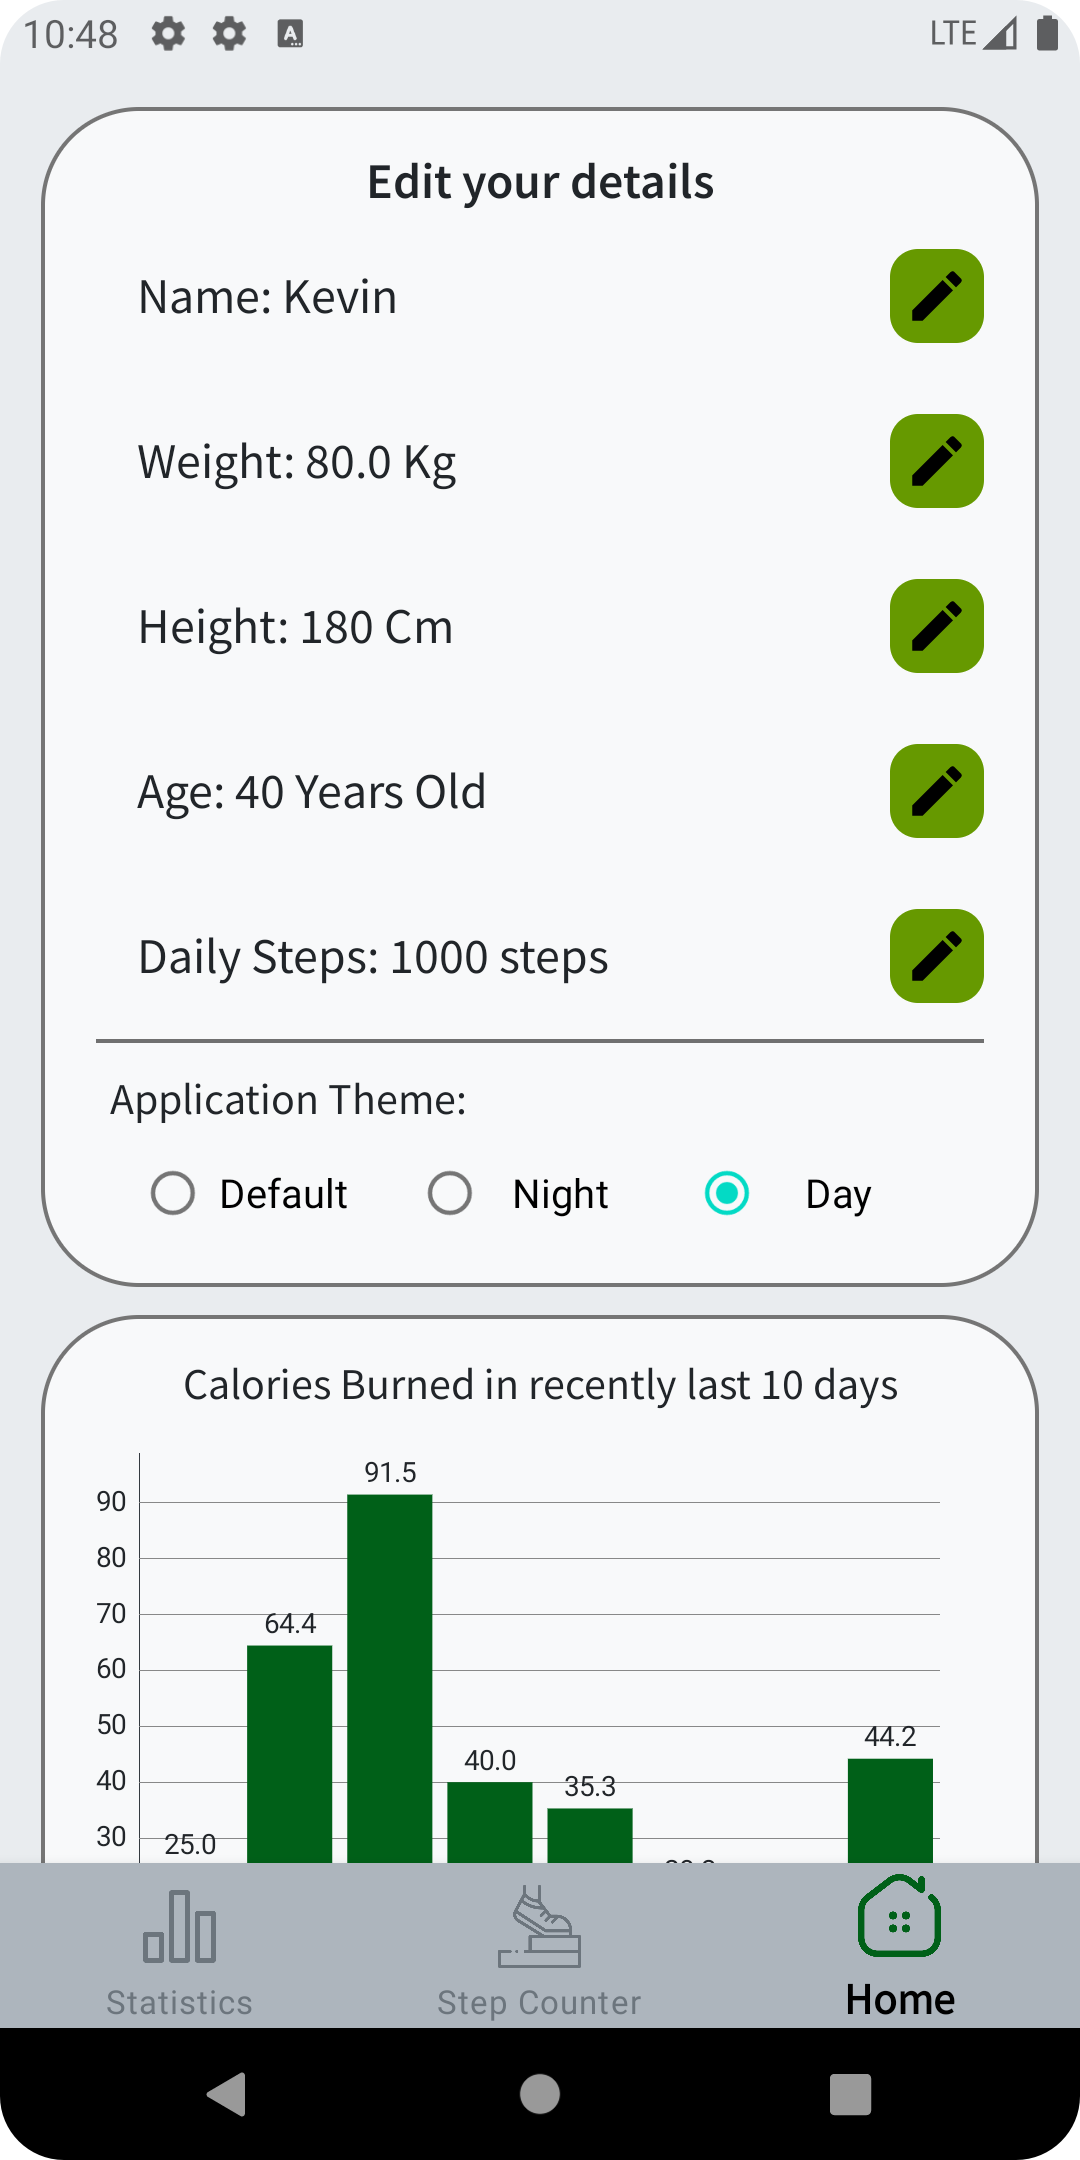 10:48
LTE
Edit your details
Name: Kevin
Weight: 80.0 Kg
Height: 180 Cm
Age: 40 Years Old
Daily Steps: 1000 steps
Application Theme:
Default Night Day
Calories Burned in recently last 10 days
91.5
90
80
70
64.4
60
50
44.2
40.0
40
35.3
30
25.0
Statistics Step Counter Home